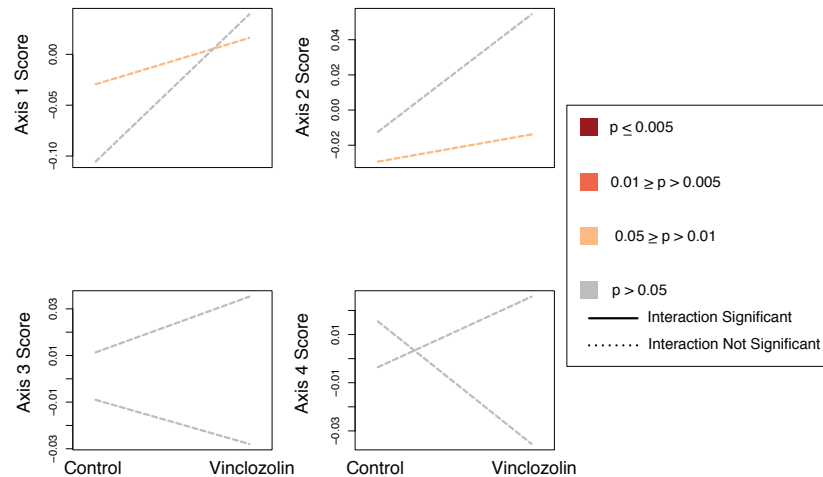 Axis 1 Score
0.00
-0.05
-0.10
Axis 2 Score
0.04
0.02
0.00
-0.02
p ≤ 0.005
0.01 ≥ p > 0.005
0.05 ≥ p > 0.01
p > 0.05
Interaction Significant
Interaction Not Significant
Axis 3 Score
0.03
0.01
-0.01
-0.03
Axis 4 Score
0.01
-0.01
-0.03
Control Vinclozolin
Control Vinclozolin